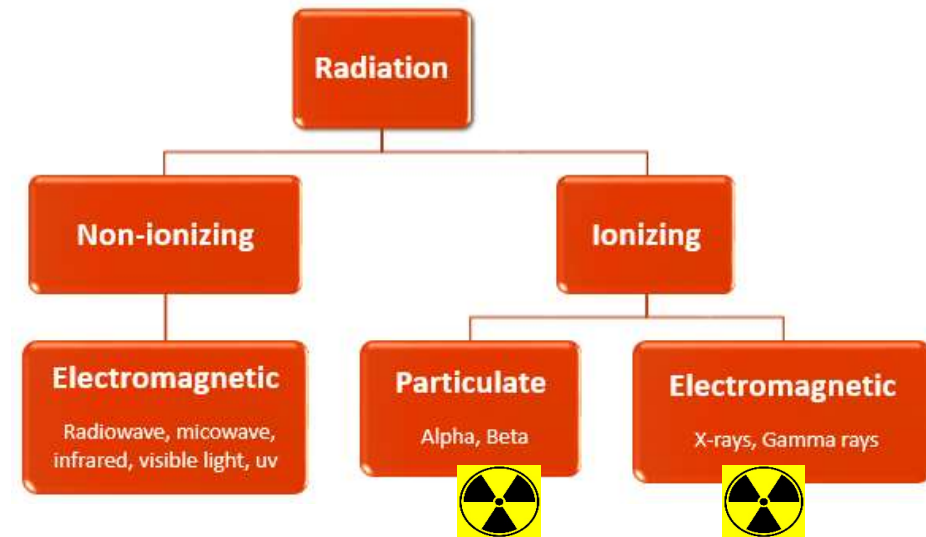 Radiation
Non-ionizing
Ionizing
Electromagnetic
Radiowave, micowave,
infrared, visible light, uv
Particulate
Alpha, Beta
Electromagnetic
X-rays, Gamma rays